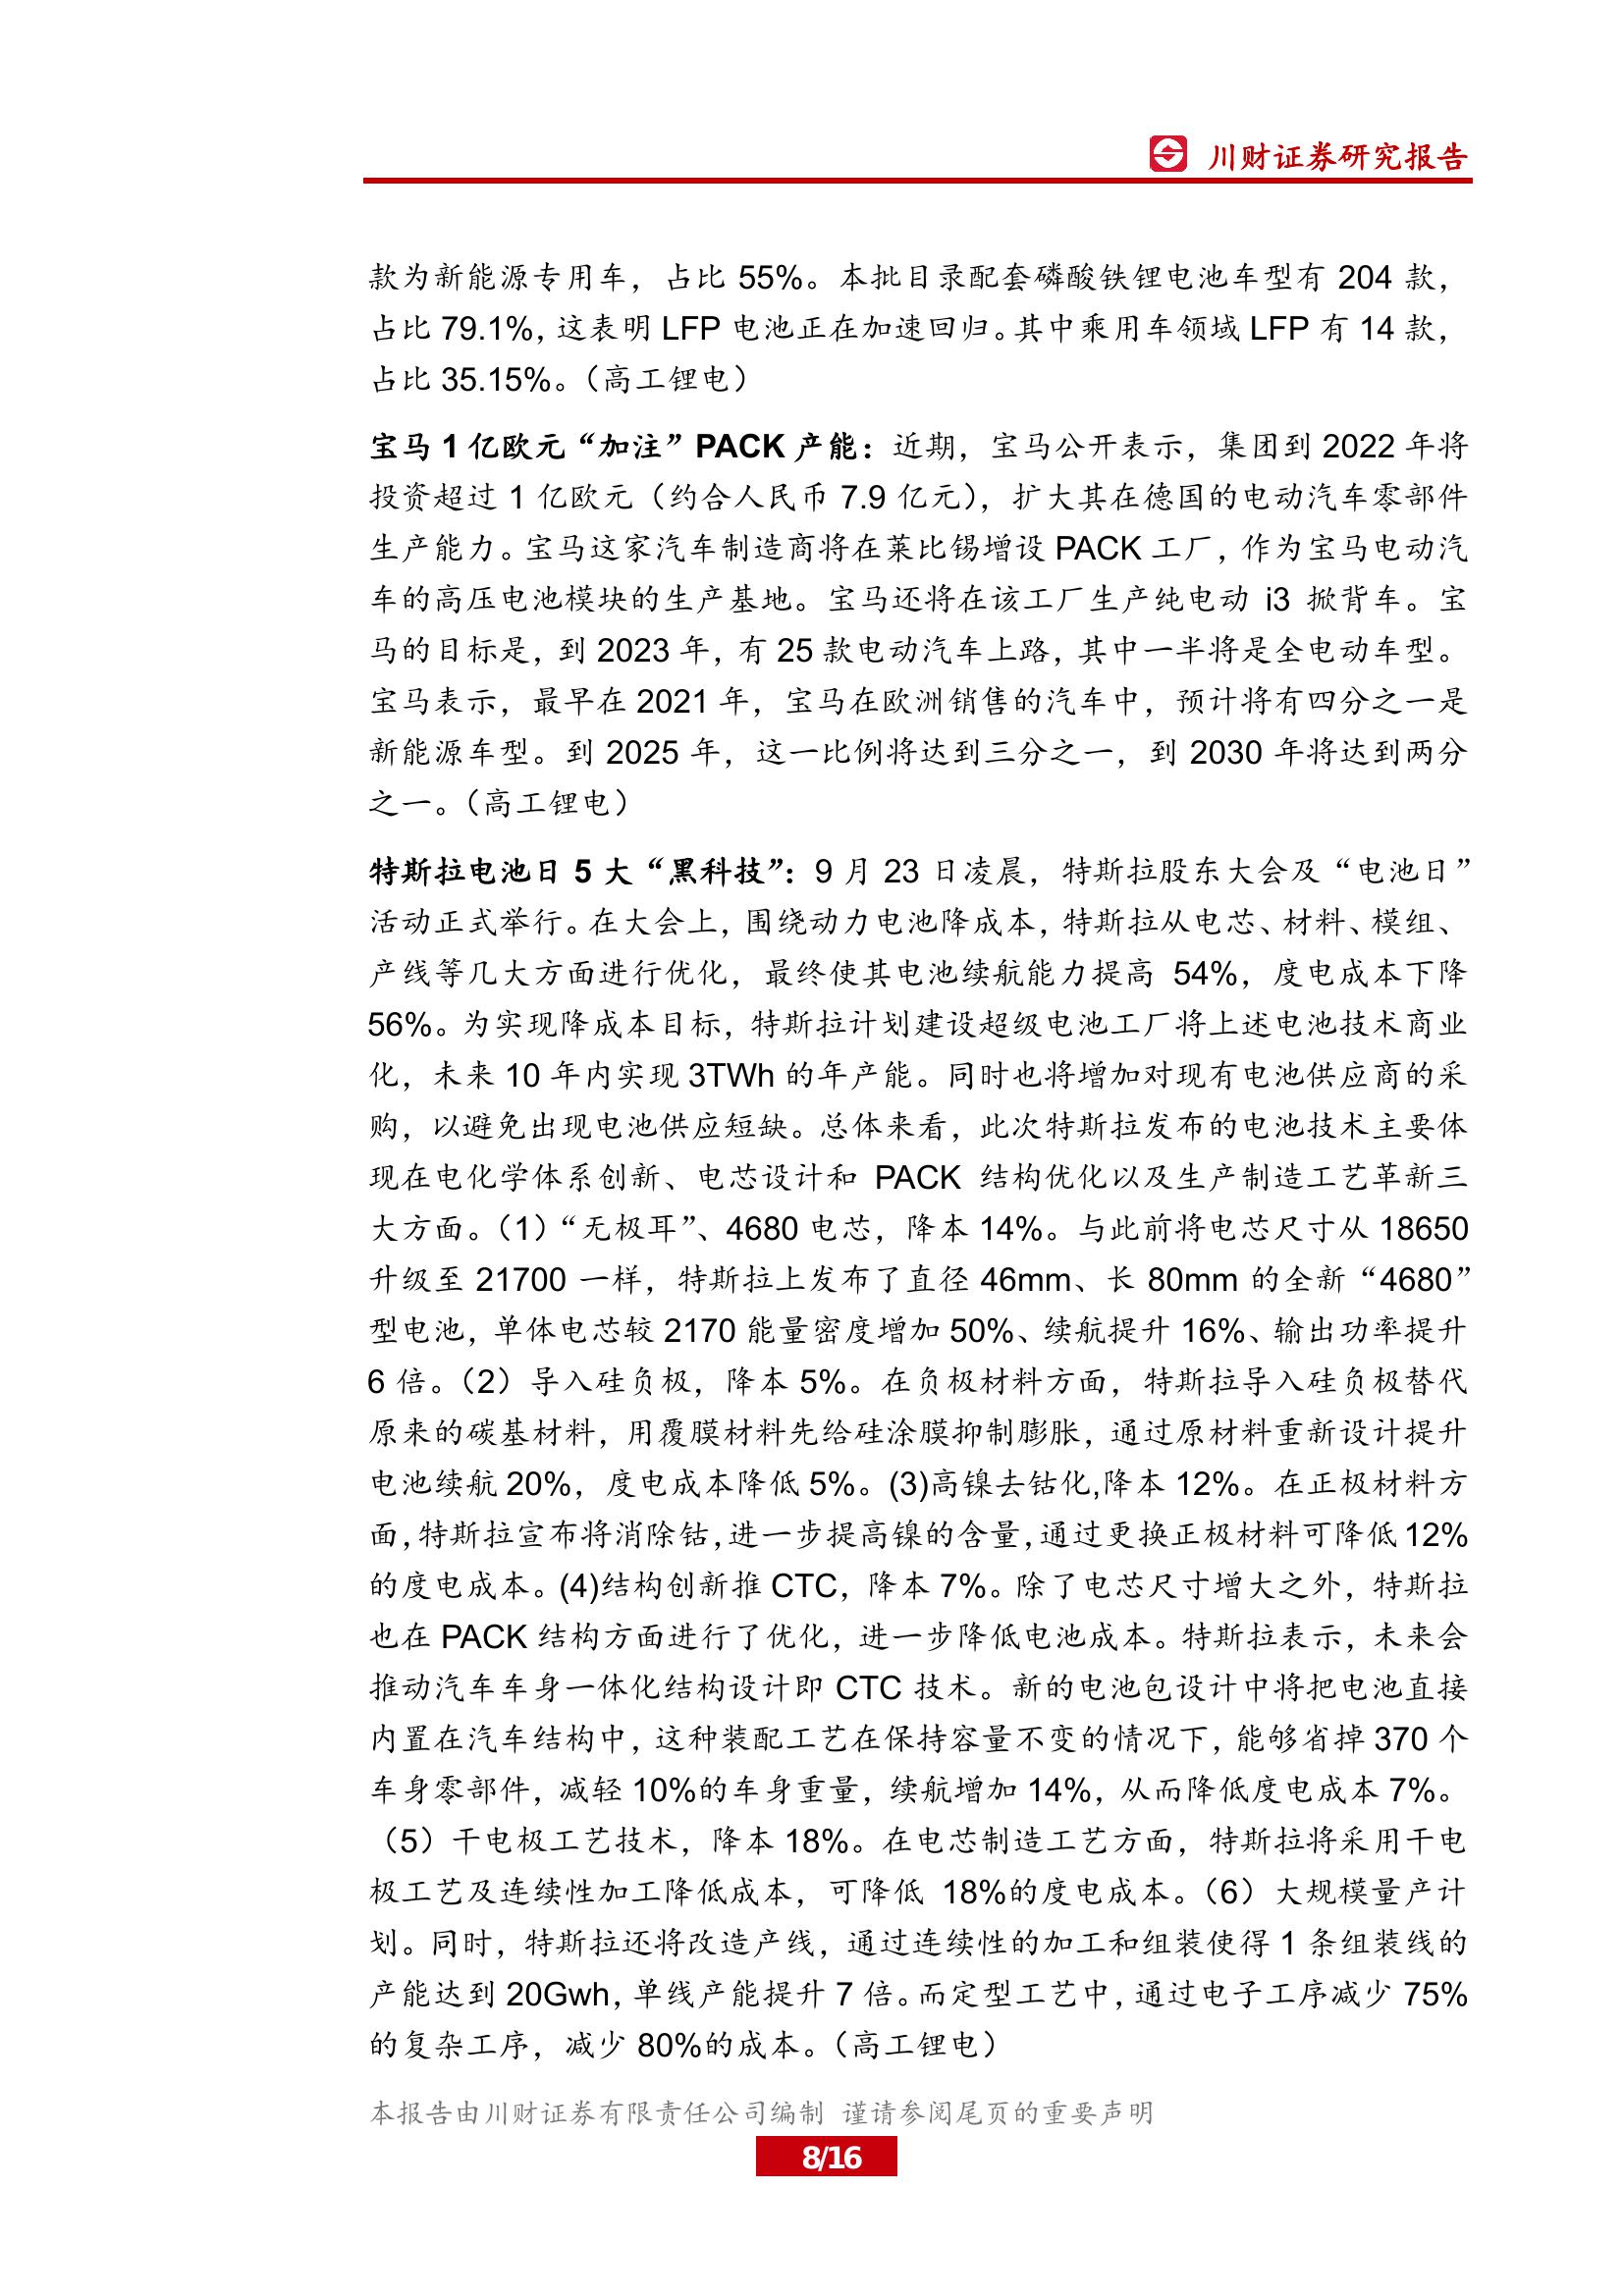 川财证券研究报告
款为新能源专用车，占比 55%。本批目录配套磷酸铁锂电池车型有 204 款，
占比 79.1%，这表明 LFP 电池正在加速回归。其中乘用车领域 LFP 有 14 款，
占比 35.15%。（高工锂电）
宝马 1 亿欧元“加注”PACK 产能：近期，宝马公开表示，集团到 2022 年将
投资超过 1 亿欧元（约合人民币 7.9 亿元），扩大其在德国的电动汽车零部件
生产能力。宝马这家汽车制造商将在莱比锡增设 PACK 工厂，作为宝马电动汽
车的高压电池模块的生产基地。宝马还将在该工厂生产纯电动 i3 掀背车。宝
马的目标是，到 2023 年，有 25 款电动汽车上路，其中一半将是全电动车型。
宝马表示，最早在 2021 年，宝马在欧洲销售的汽车中，预计将有四分之一是
新能源车型。到 2025 年，这一比例将达到三分之一，到 2030 年将达到两分
之一。（高工锂电）
特斯拉电池日 5 大“黑科技”：9 月 23 日凌晨，特斯拉股东大会及“电池日”
活动正式举行。在大会上，围绕动力电池降成本，特斯拉从电芯、材料、模组、
产线等几大方面进行优化，最终使其电池续航能力提高 54%，度电成本下降
56%。为实现降成本目标，特斯拉计划建设超级电池工厂将上述电池技术商业
化，未来 10 年内实现 3TWh 的年产能。同时也将增加对现有电池供应商的采
购，以避免出现电池供应短缺。总体来看，此次特斯拉发布的电池技术主要体
现在电化学体系创新、电芯设计和 PACK 结构优化以及生产制造工艺革新三
大方面。（1）“无极耳”、4680 电芯，降本 14%。与此前将电芯尺寸从 18650
升级至 21700 一样，特斯拉上发布了直径 46mm、长 80mm 的全新“4680”
型电池，单体电芯较 2170 能量密度增加 50%、续航提升 16%、输出功率提升
6 倍。（2）导入硅负极，降本 5%。在负极材料方面，特斯拉导入硅负极替代
原来的碳基材料，用覆膜材料先给硅涂膜抑制膨胀，通过原材料重新设计提升
电池续航 20%，度电成本降低 5%。(3)高镍去钴化,降本 12%。在正极材料方
面，特斯拉宣布将消除钴，进一步提高镍的含量，通过更换正极材料可降低 12%
的度电成本。(4)结构创新推 CTC，降本 7%。除了电芯尺寸增大之外，特斯拉
也在 PACK 结构方面进行了优化，进一步降低电池成本。特斯拉表示，未来会
推动汽车车身一体化结构设计即 CTC 技术。新的电池包设计中将把电池直接
内置在汽车结构中，这种装配工艺在保持容量不变的情况下，能够省掉 370 个
车身零部件，减轻 10%的车身重量，续航增加 14%，从而降低度电成本 7%。
（5）干电极工艺技术，降本 18%。在电芯制造工艺方面，特斯拉将采用干电
极工艺及连续性加工降低成本，可降低 18%的度电成本。（6）大规模量产计
划。同时，特斯拉还将改造产线，通过连续性的加工和组装使得 1 条组装线的
产能达到 20Gwh，单线产能提升 7 倍。而定型工艺中，通过电子工序减少 75%
的复杂工序，减少 80%的成本。（高工锂电）
本报告由川财证券有限责任公司编制 谨请参阅尾页的重要声明
8/16